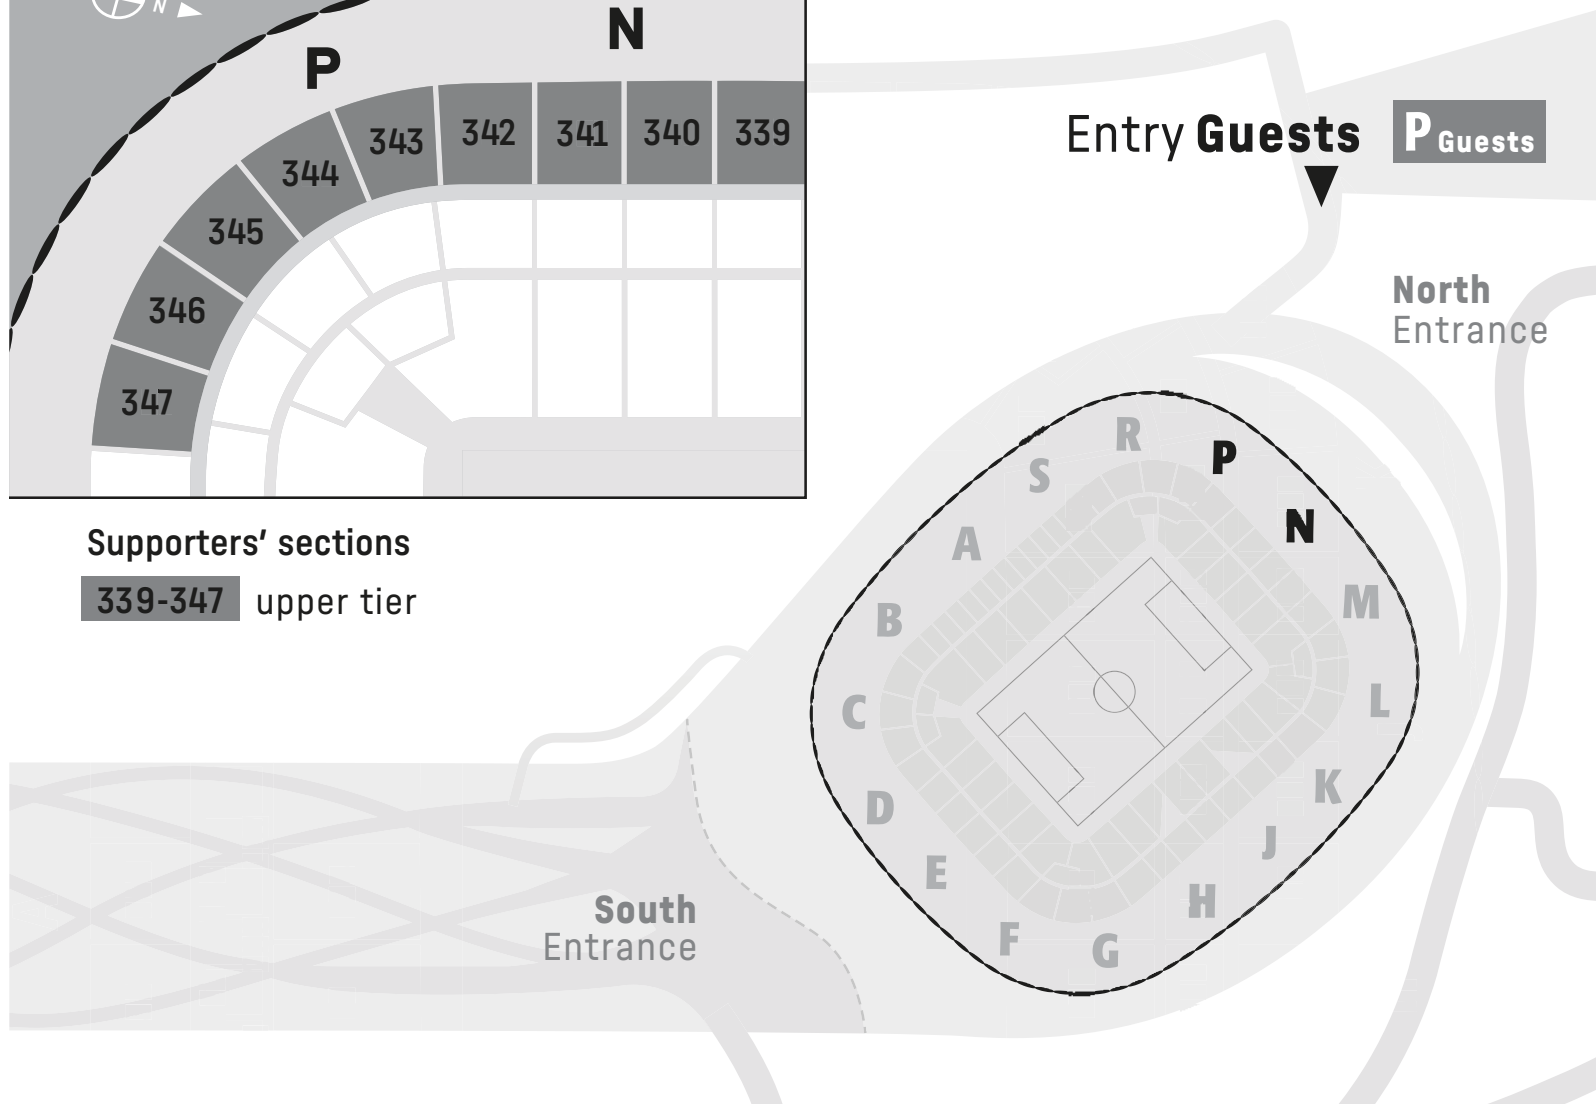 N
P
N
342
341
340
339
343
344
345
346
347
Supporters’ sections
339-347 upper tier
Entry Guests
P Guests
North
Entrance
R
P
S
N
A
M
B
L
C
K
D
J
E
H
F
G
South
Entrance